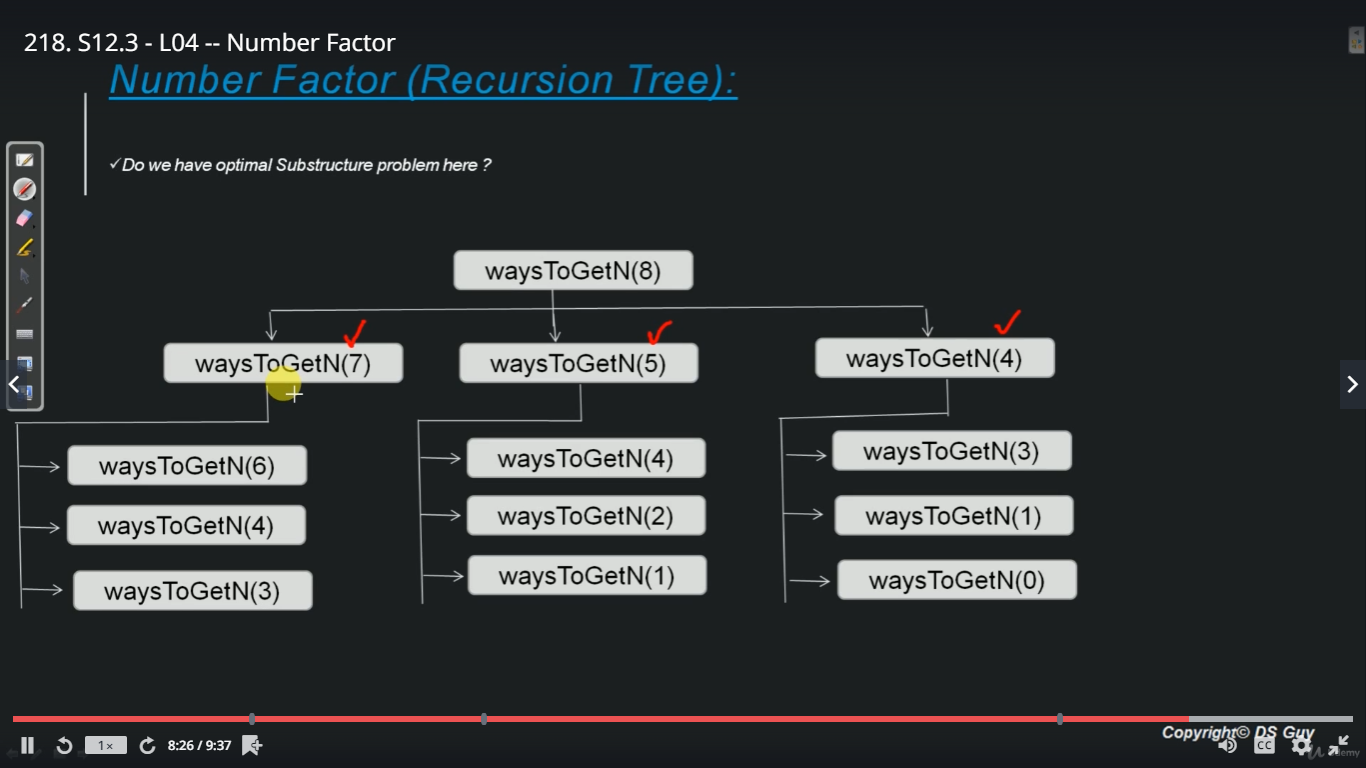 218. S12.3 - L04 -- Number Factor
Number Factor (Recursion Tree):
✓Do we have optimal Substructure problem here ?
waysToGetN(8)
waysToGetN(7) waysToGetN(5) waysToGetN(4)
waysToGetN(6) waysToGetN(4) waysToGetN(3)
waysToGetN(4) waysToGetN(2) waysToGetN(1)
waysToGetN(3) waysToGetN(1) waysToGetN(0)
Copyright© DS Guy
1× 8:26 / 9:37 CC